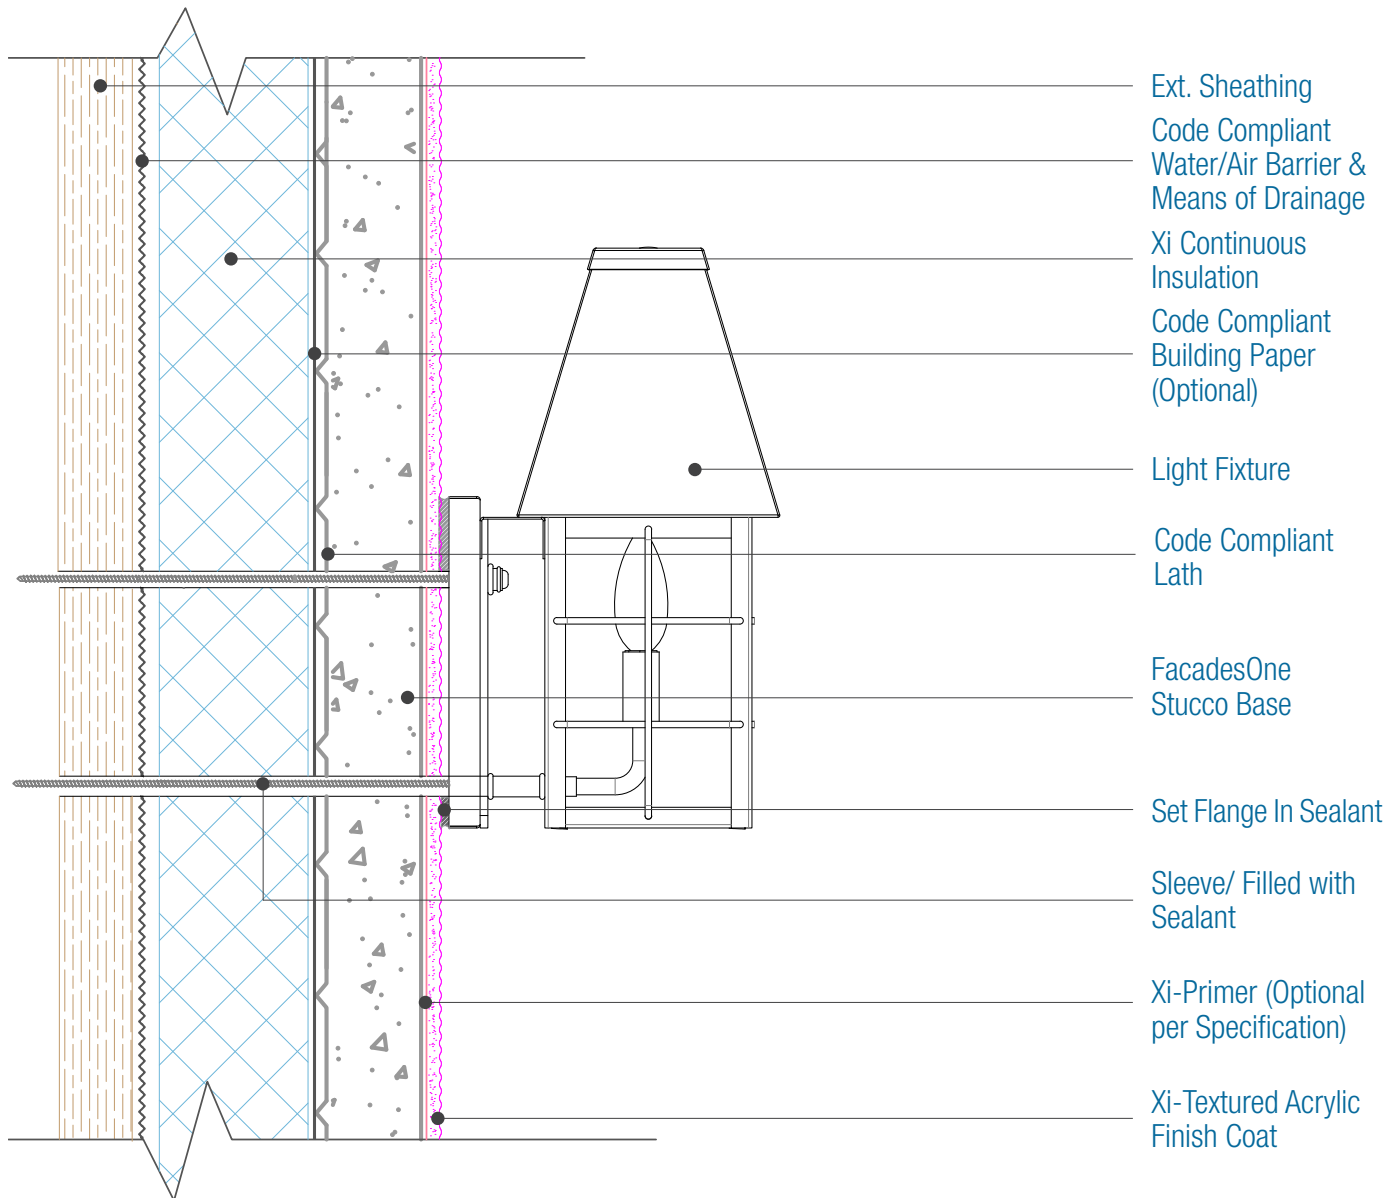 Ext. Sheathing
Code Compliant
Water/Air Barrier &
Means of Drainage
Xi Continuous
Insulation
Code Compliant
Building Paper
(Optional)
Light Fixture
Code Compliant
Lath
FacadesOne
Stucco Base
Set Flange In Sealant
Sleeve/ Filled with
Sealant
Xi-Primer (Optional
per Specification)
Xi-Textured Acrylic
Finish Coat